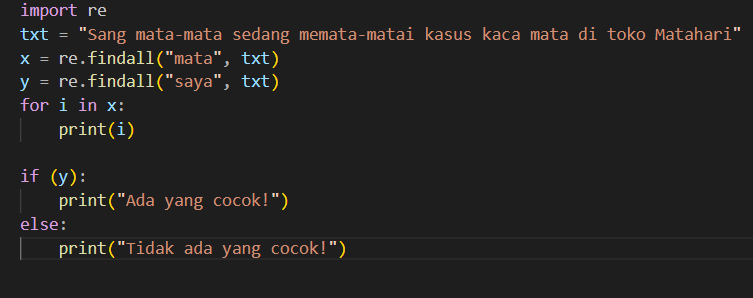 import re
txt = "Sang mata-mata sedang memata-matai kasus kaca mata di toko Matahari"
x = re.findall("mata", txt)
y = re.findall("saya", txt)
for i in x:
    print(i)

if (y):
    print("Ada yang cocok!")
else:
    print("Tidak ada yang cocok!")